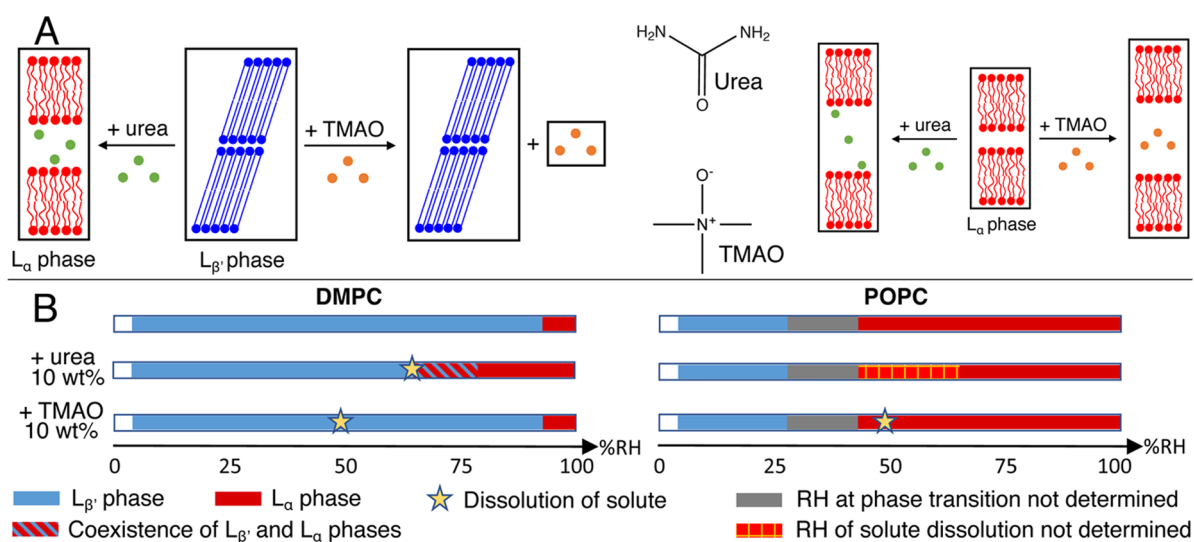 A
+ urea
+ TMAO
+
Lα phase
Lβ' phase
H₂N
NH₂
O
Urea
O⁻
N⁺
TMAO
+ urea
+ TMAO
Lα phase
B
DMPC
POPC
+ urea
10 wt%
+ TMAO
10 wt%
0 25 50 75 100 %RH
0 25 50 75 100 %RH
Lβ' phase
Lα phase
Dissolution of solute
RH at phase transition not determined
Coexistence of Lβ' and Lα phases
RH of solute dissolution not determined